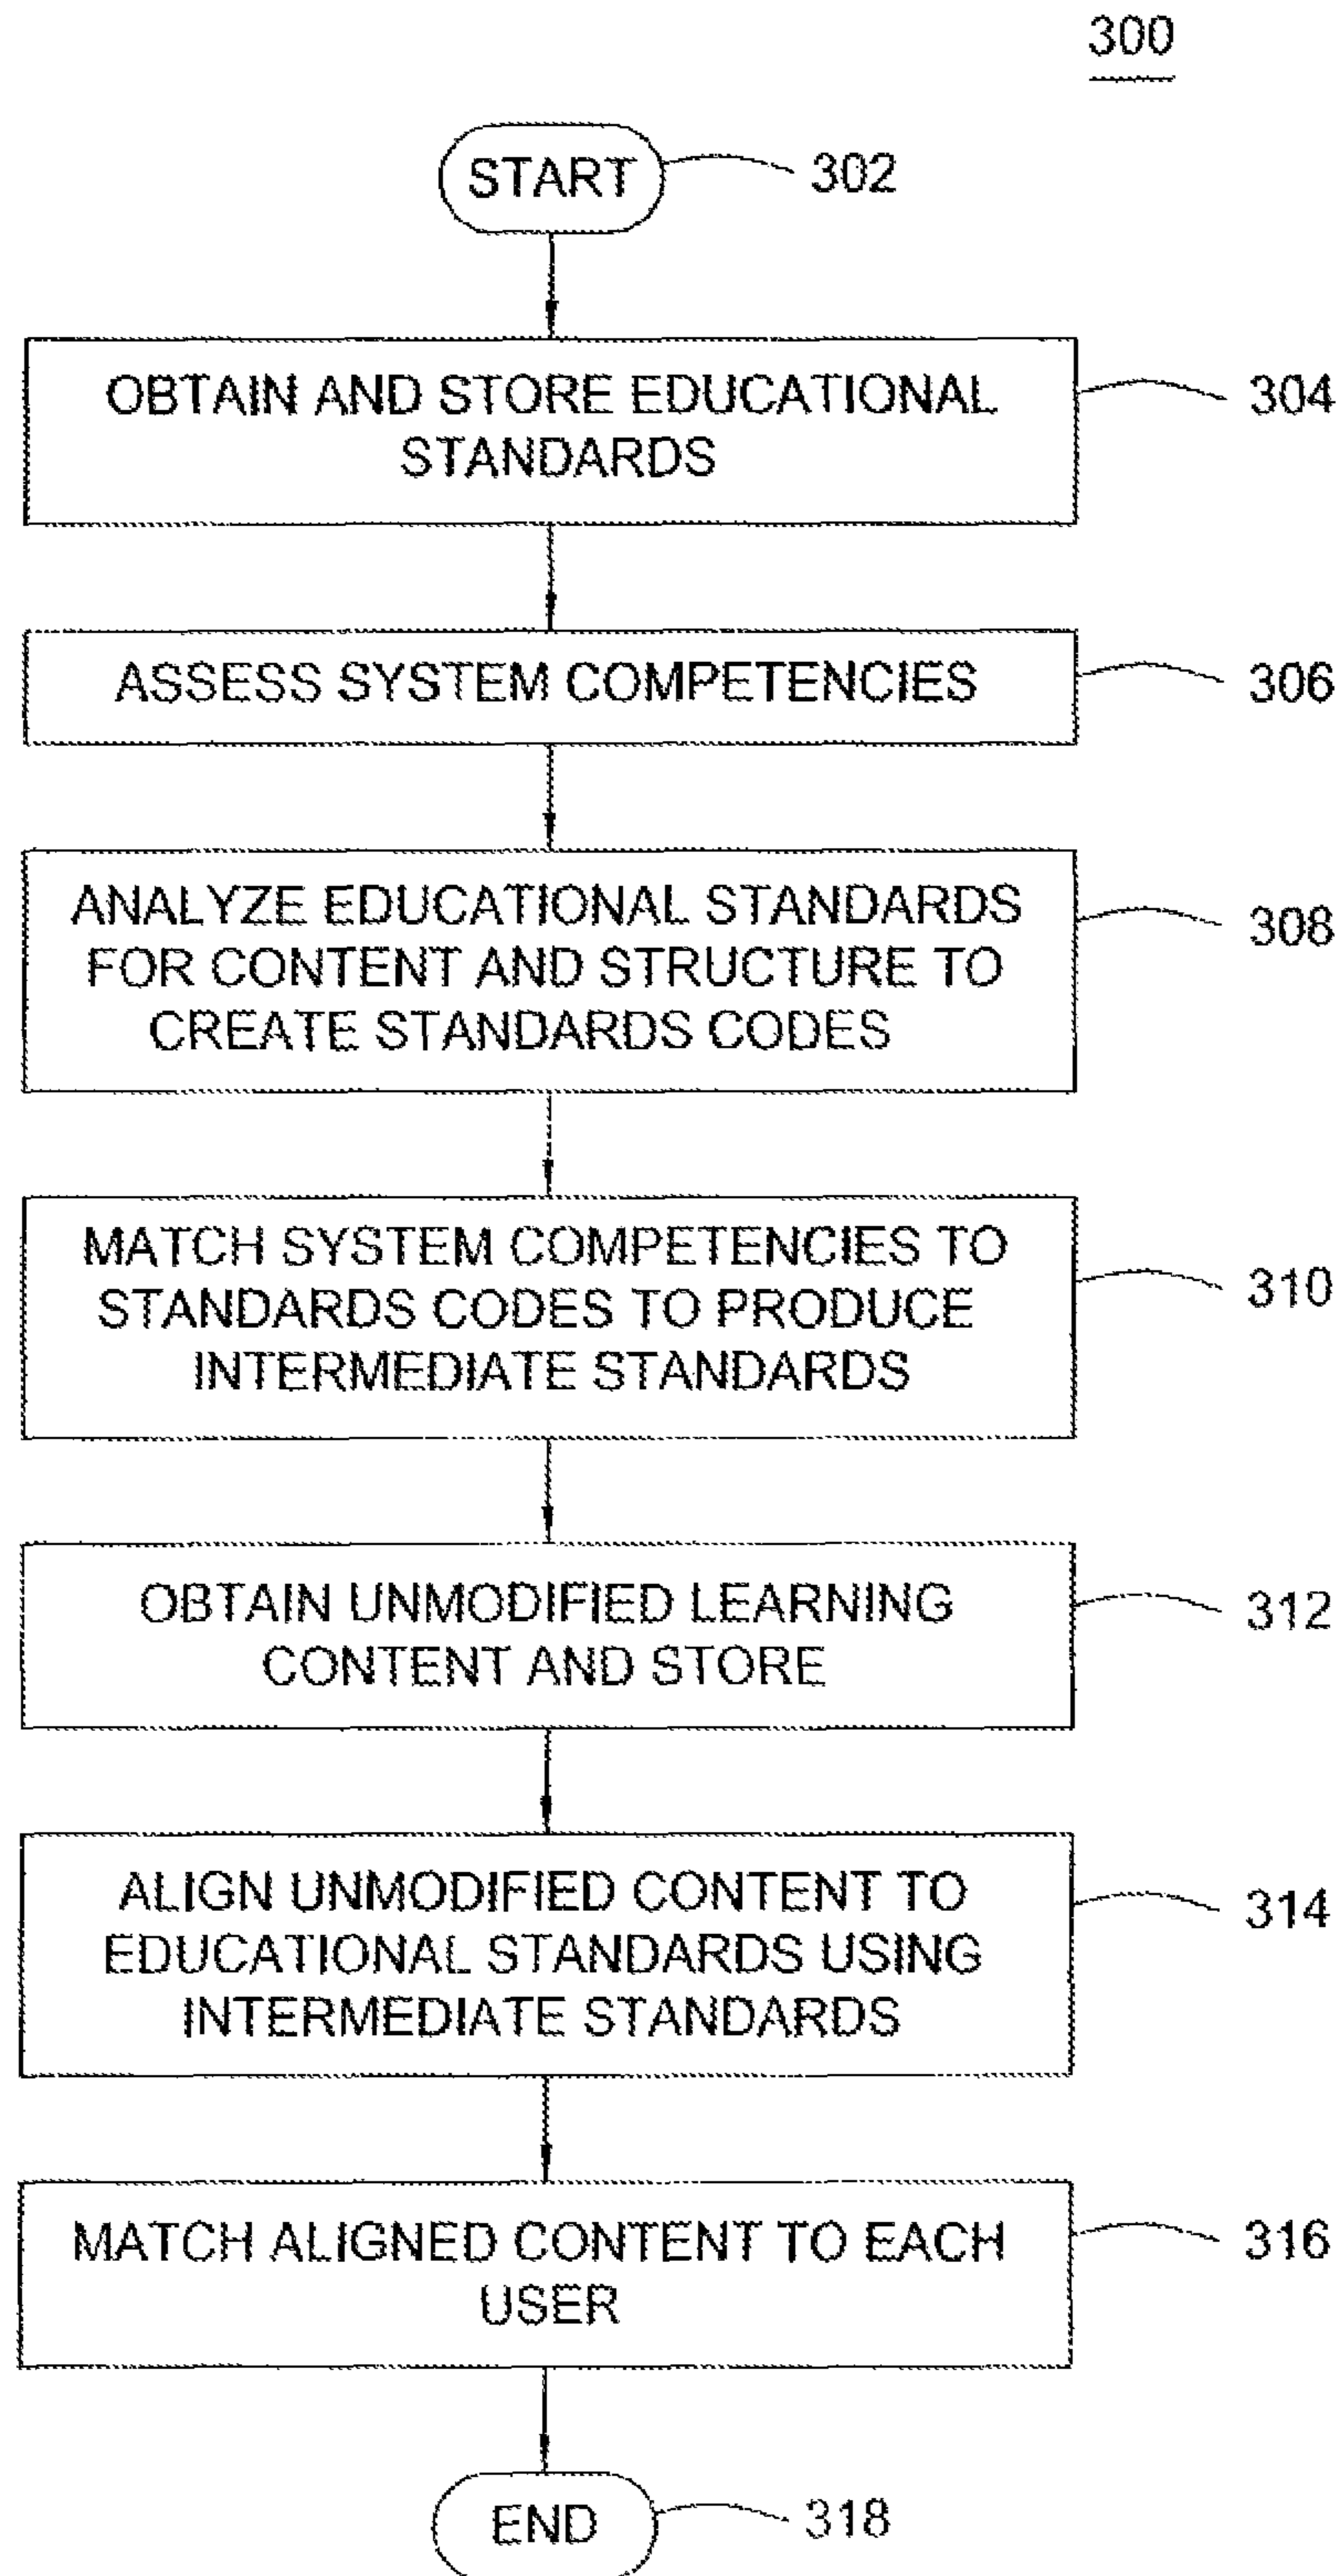 300
START
302
OBTAIN AND STORE EDUCATIONAL
STANDARDS
304
ASSESS SYSTEM COMPETENCIES
306
ANALYZE EDUCATIONAL STANDARDS
FOR CONTENT AND STRUCTURE TO
CREATE STANDARDS CODES
308
MATCH SYSTEM COMPETENCIES TO
STANDARDS CODES TO PRODUCE
INTERMEDIATE STANDARDS
310
OBTAIN UNMODIFIED LEARNING
CONTENT AND STORE
312
ALIGN UNMODIFIED CONTENT TO
EDUCATIONAL STANDARDS USING
INTERMEDIATE STANDARDS
314
MATCH ALIGNED CONTENT TO EACH
USER
316
END
318